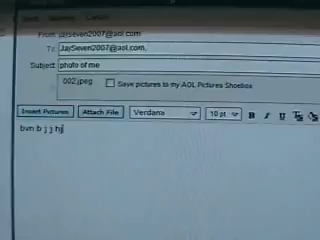 From: jayseven2007@aol.com
To: JaySeven2007@aol.com,
Subject: photo of me
002.jpeg Save pictures to my AOL Pictures Shoebox
Insert Pictures Attach File Verdana 10 pt B I U T
bvn b j j hj